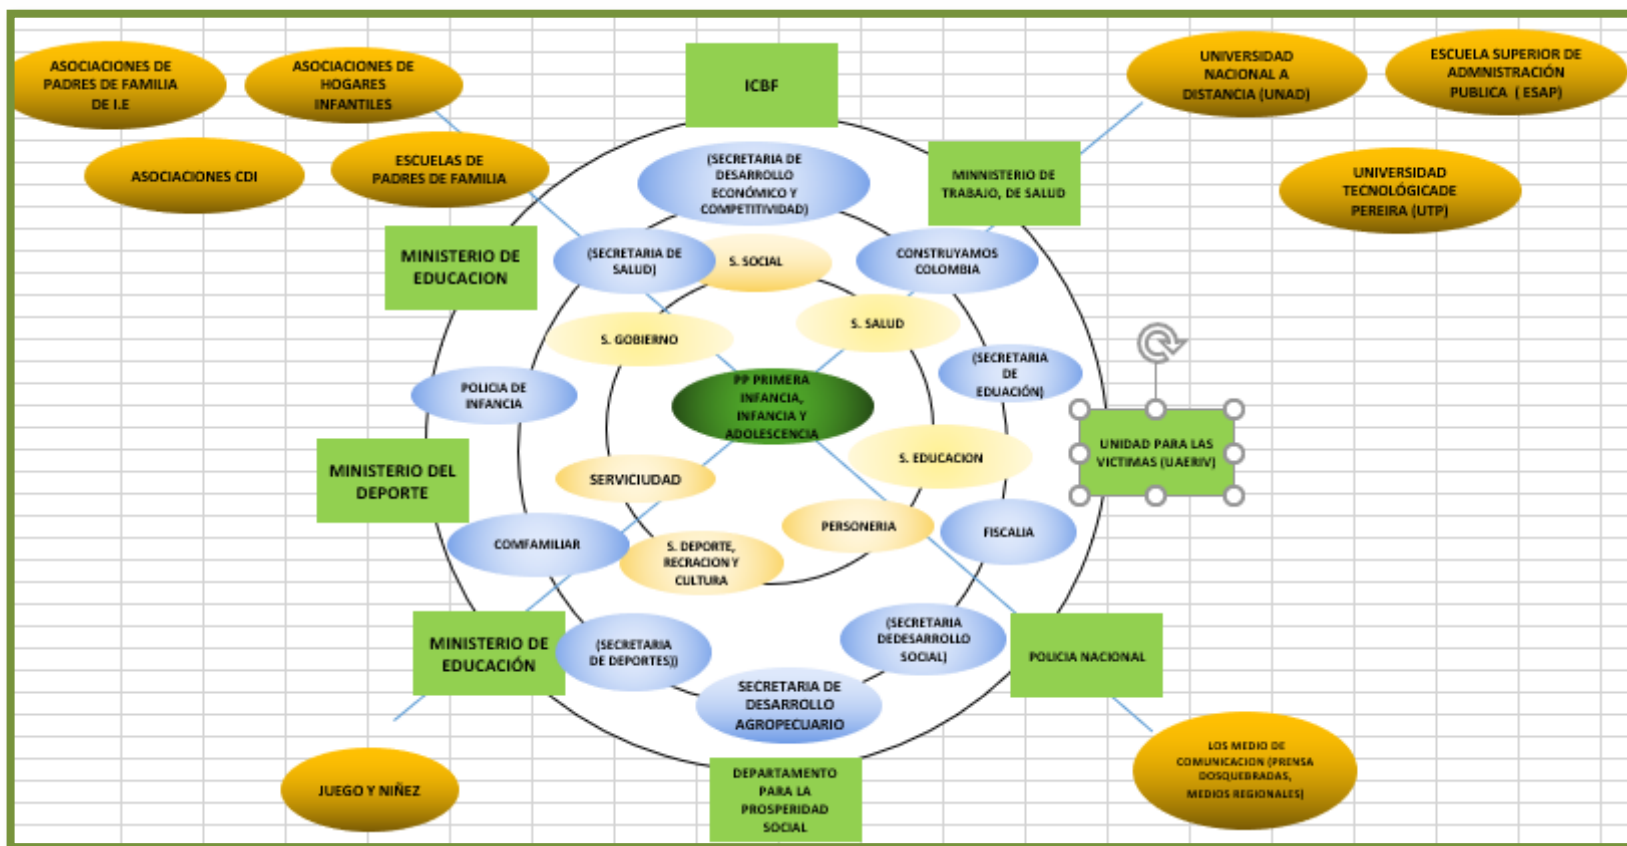 ASOCIACIONES DE
PADRES DE FAMILIA
DE I.E
ASOCIACIONES DE
HOGARES
INFANTILES
ICBF
UNIVERSIDAD
NACIONAL A
DISTANCIA (UNAD)
ESCUELA SUPERIOR DE
ADMNISTRACIÓN
PUBLICA ( ESAP)
ASOCIACIONES CDI
ESCUELAS DE
PADRES DE FAMILIA
(SECRETARIA DE
DESARROLLO
ECONÓMICO Y
COMPETITIVIDAD)
MINNISTERIO DE
TRABAJO, DE SALUD
UNIVERSIDAD
TECNOLÓGICADE
PEREIRA (UTP)
MINISTERIO DE
EDUCACION
(SECRETARIA DE
SALUD)
S. SOCIAL
CONSTRUYAMOS
COLOMBIA
S. GOBIERNO
S. SALUD
POLICIA DE
INFANCIA
PP PRIMERA
INFANCIA,
INFANCIA Y
ADOLESCENCIA
(SECRETARIA
DE
EDUACIÓN)
MINISTERIO DEL
DEPORTE
SERVICIUDAD
S. EDUCACION
UNIDAD PARA LAS
VICTIMAS (UAERIV)
COMFAMILIAR
S. DEPORTE,
RECRACION Y
CULTURA
PERSONERIA
FISCALIA
MINISTERIO DE
EDUCACIÓN
(SECRETARIA
DE DEPORTES))
SECRETARIA DE
DESARROLLO
AGROPECUARIO
(SECRETARIA
DEDESARROLLO
SOCIAL)
POLICIA NACIONAL
JUEGO Y NIÑEZ
DEPARTAMENTO
PARA LA
PROSPERIDAD
SOCIAL
LOS MEDIO DE
COMUNICACION (PRENSA
DOSQUEBRADAS,
MEDIOS REGIONALES)